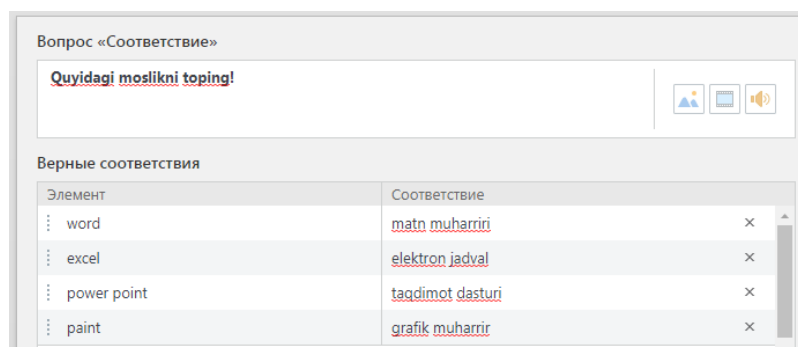 Вопрос «Соответствие»
Quyidagi moslikni toping!
Верные соответствия
Элемент Соответствие
word matn muharriri
excel elektron jadval
power point taqdimot dasturi
paint grafik muharrir